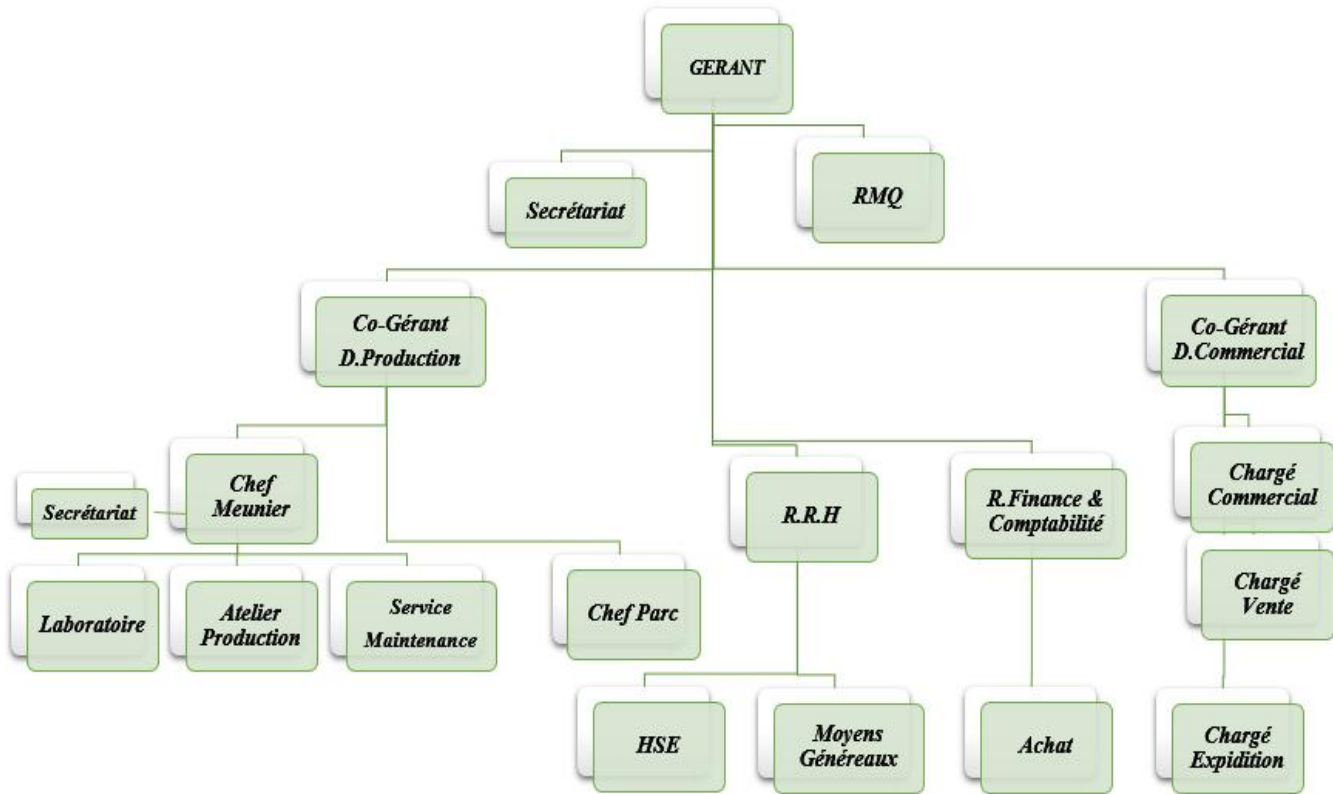 GERANT
RMQ
Secrétariat
Co-Gérant
D.Production
Co-Gérant
D.Commercial
Chef
Meunier
Secrétariat
R.R.H
R.Finance &
Comptabilité
Chargé
Commercial
Laboratoire
Atelier
Production
Service
Maintenance
Chef Parc
Chargé
Vente
HSE
Moyens
Généreaux
Achat
Chargé
Expidition